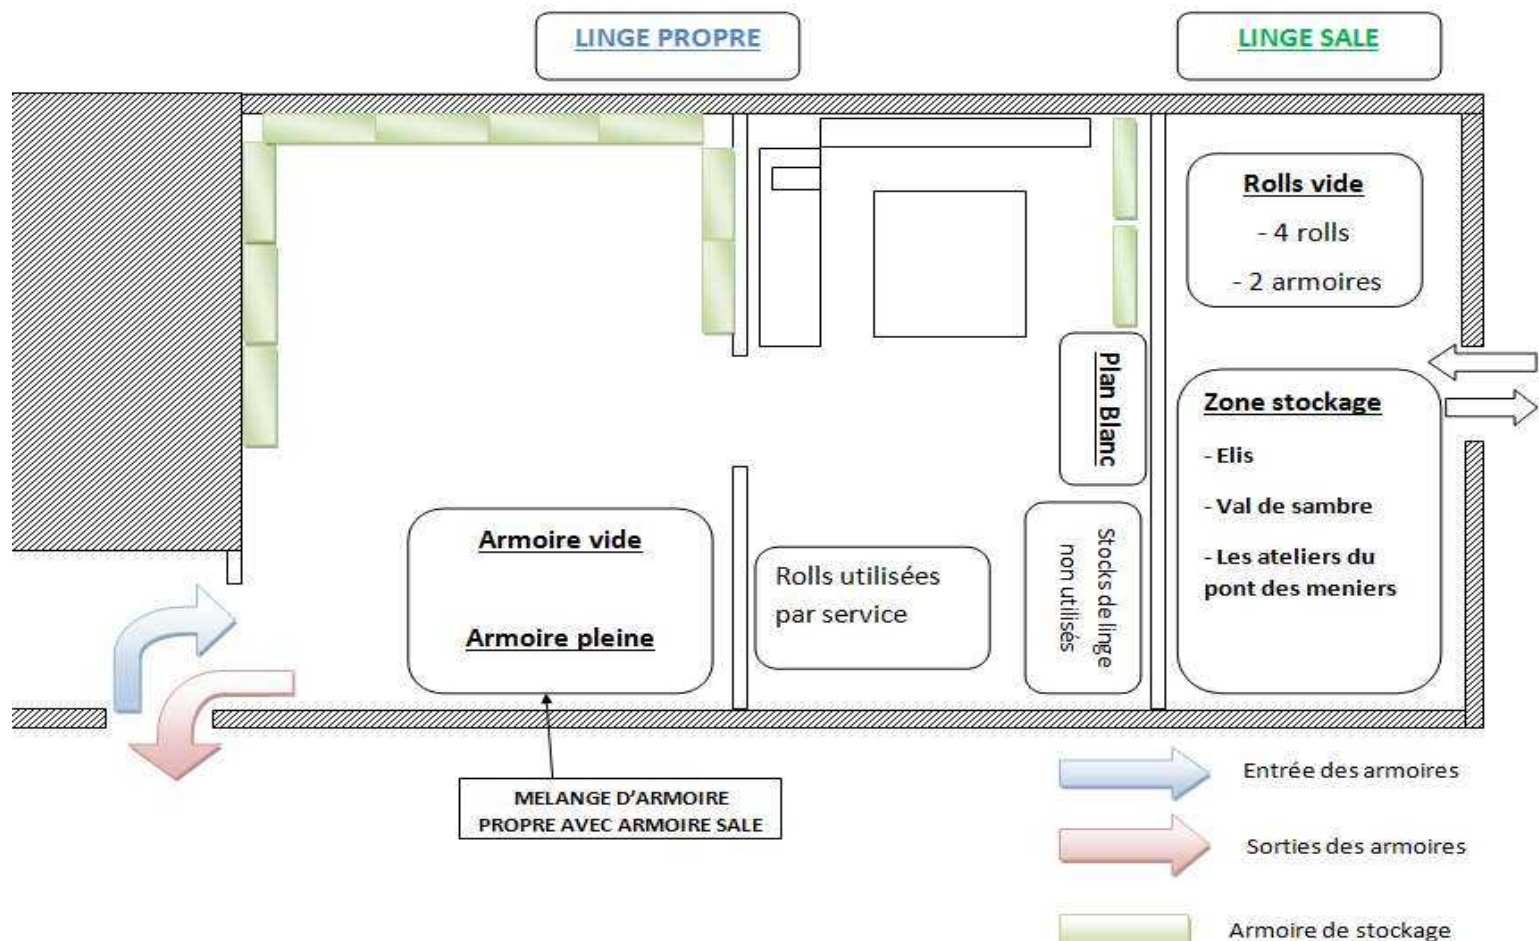 LINGE PROPRE
LINGE SALE
Rolls vide
- 4 rolls
- 2 armoires
Plan Blanc
Zone stockage
- Elis
- Val de sambre
- Les ateliers du
pont des meniers
Armoire vide
Armoire pleine
Rolls utilisées
par service
Stocks de linge
non utilisés
MELANGE D'ARMOIRE
PROPRE AVEC ARMOIRE SALE
Entrée des armoires
Sorties des armoires
Armoire de stockage